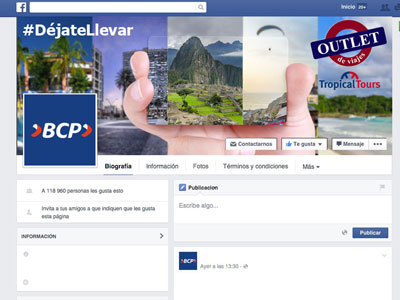 Inicio 20+
#DéjateLlevar
OUTLET
de viajes
TropicalTours
BCP
Contactarnos
Te gusta
Mensaje
Biografía
Información
Fotos
Términos y condiciones
Más
A 118 960 personas les gusta esto
Invita a tus amigos a que indiquen que les gusta
esta página
INFORMACION
Publicacion
Escribe algo...
Publicar
BCP
Ayer a las 13:30